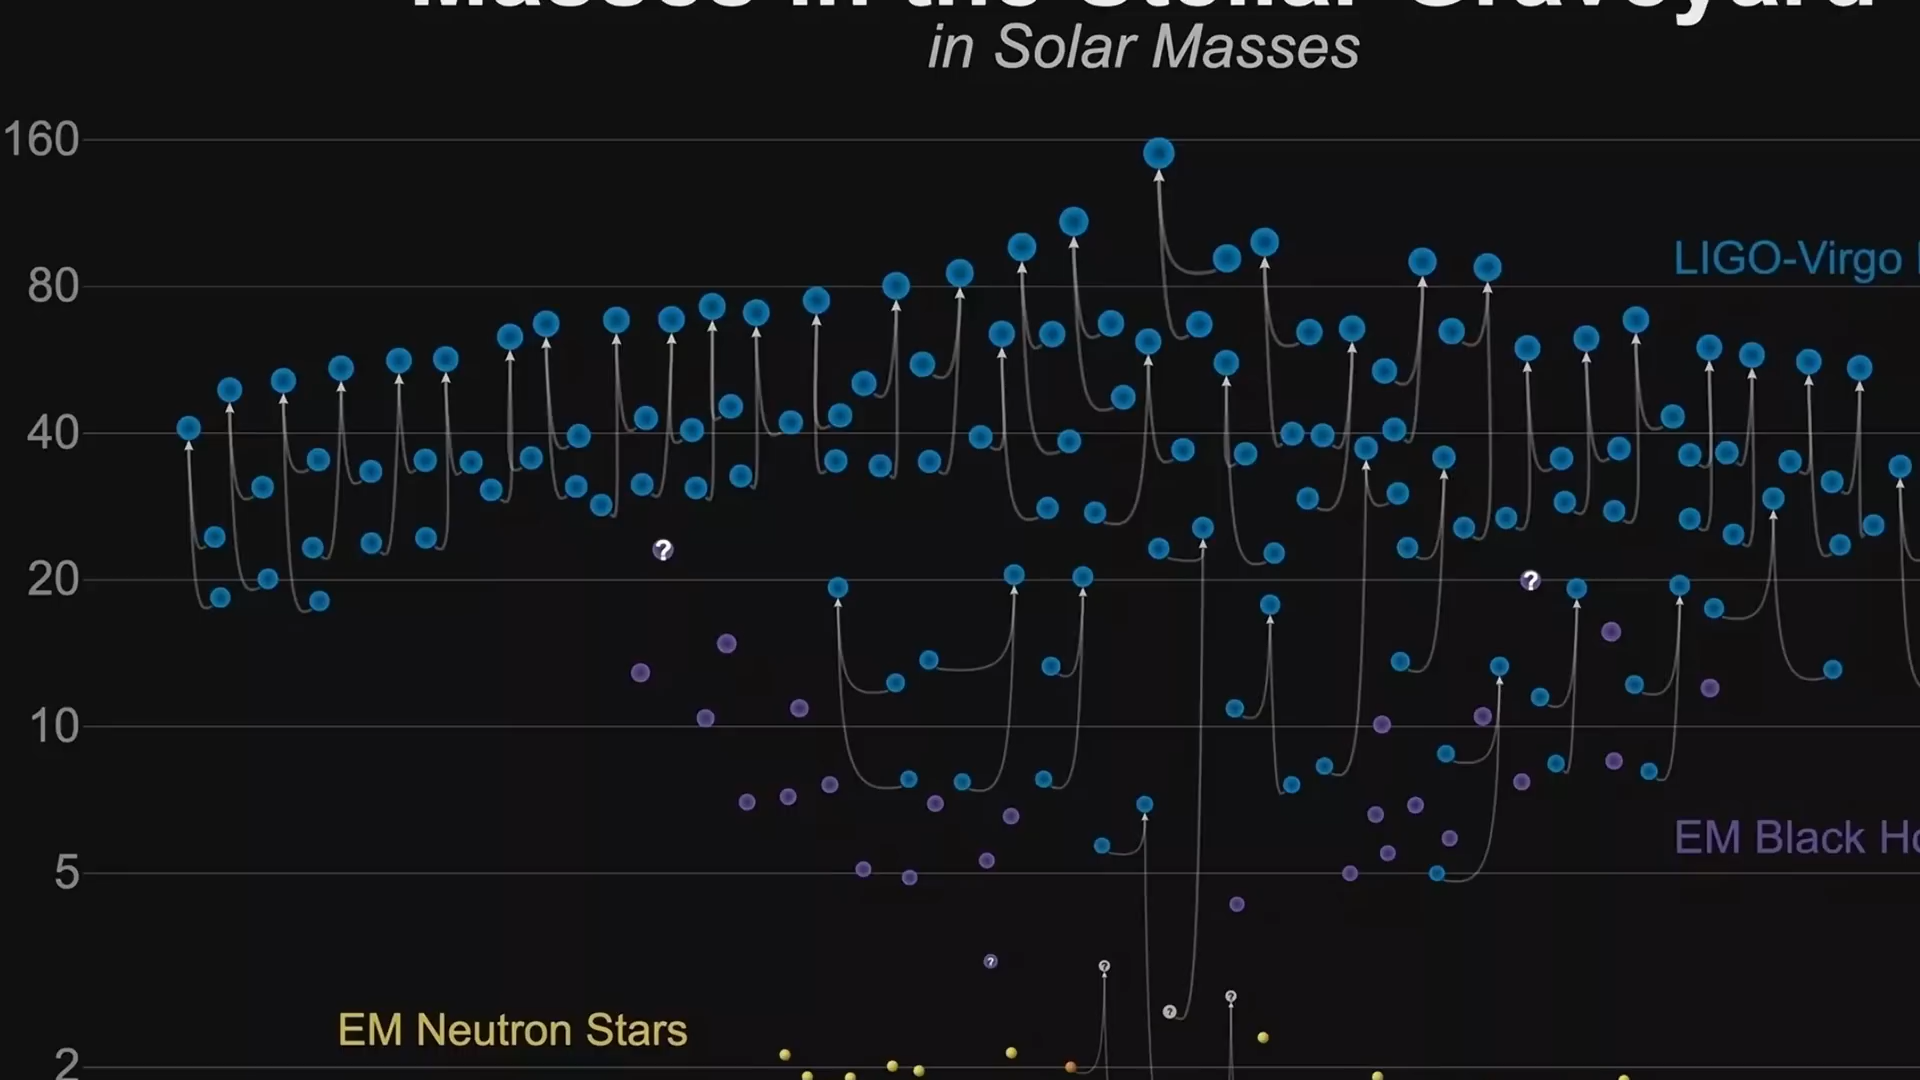 Masses in the Stellar Graveyard
in Solar Masses
160
LIGO-Virgo
80
40
?
20
?
10
EM Black
5
?
?
?
?
EM Neutron Stars
2